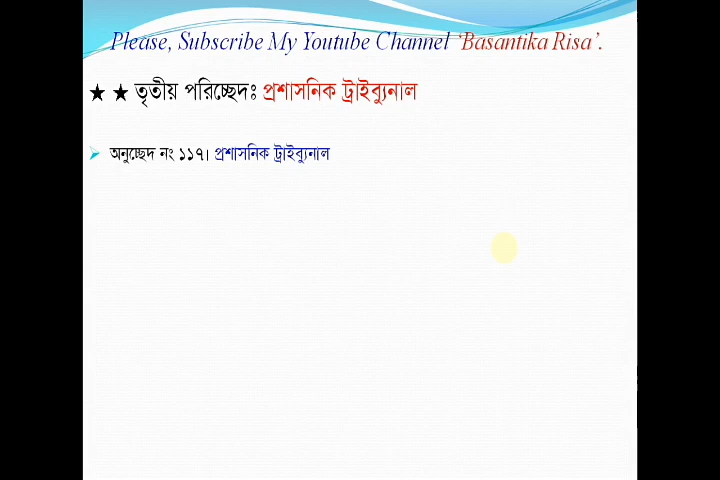 Please, Subscribe My Youtube Channel ‘Basantika Risa’.
★ ★ তৃতীয় পরিচ্ছেদঃ প্রশাসনিক ট্রাইব্যুনাল
অনুচ্ছেদ নং ১১৭। প্রশাসনিক ট্রাইব্যুনাল